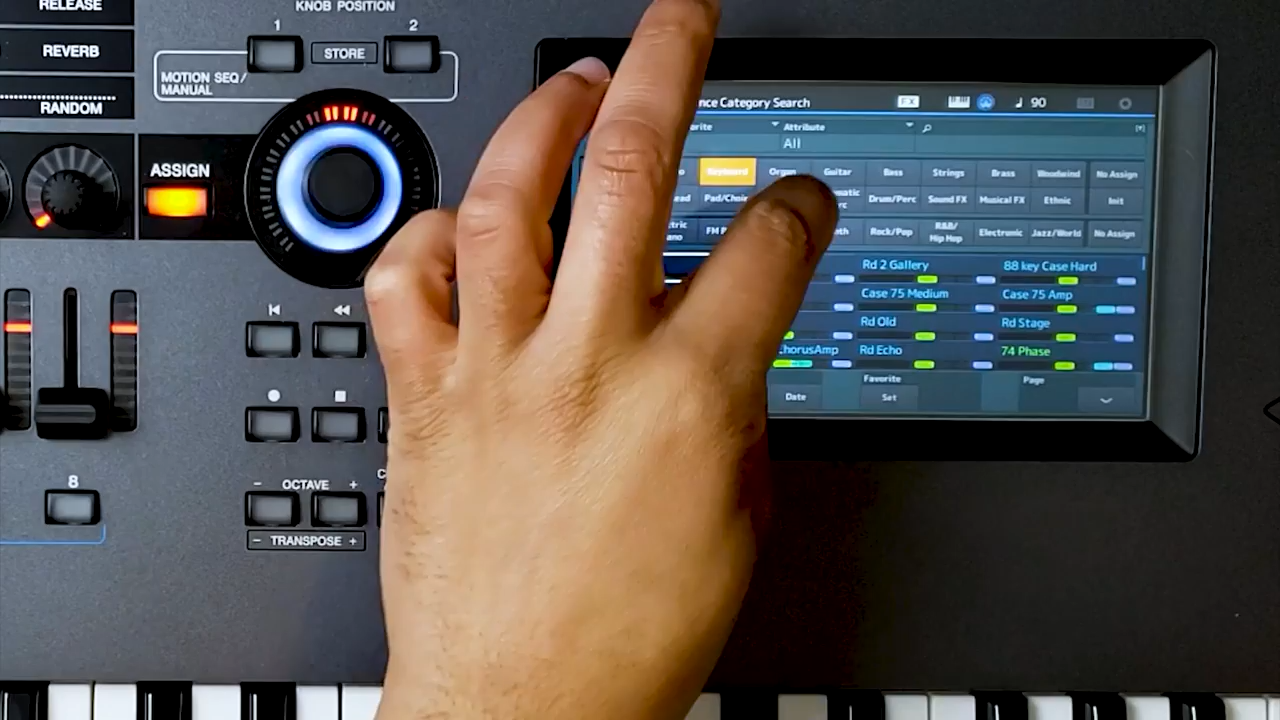 RELEASE
REVERB
RANDOM
KNOB POSITION
1
2
STORE
MOTION SEQ/
MANUAL
ASSIGN
OCTAVE
- +
- TRANSPOSE +
8
nce Category Search
FX
90
Attribute
All
Keyboard
Organ
Guitar
Bass
Strings
Brass
Woodwind
No Assign
Pad/Choir
Drum/Perc
Sound FX
Musical FX
Ethnic
Init
Rock/Pop
R&B/
Hip Hop
Electronic
Jazz/World
No Assign
Rd 2 Gallery
88 key Case Hard
Case 75 Medium
Case 75 Amp
Rd Old
Rd Stage
ChorusAmp
Rd Echo
74 Phase
Date
Favorite
Set
Page